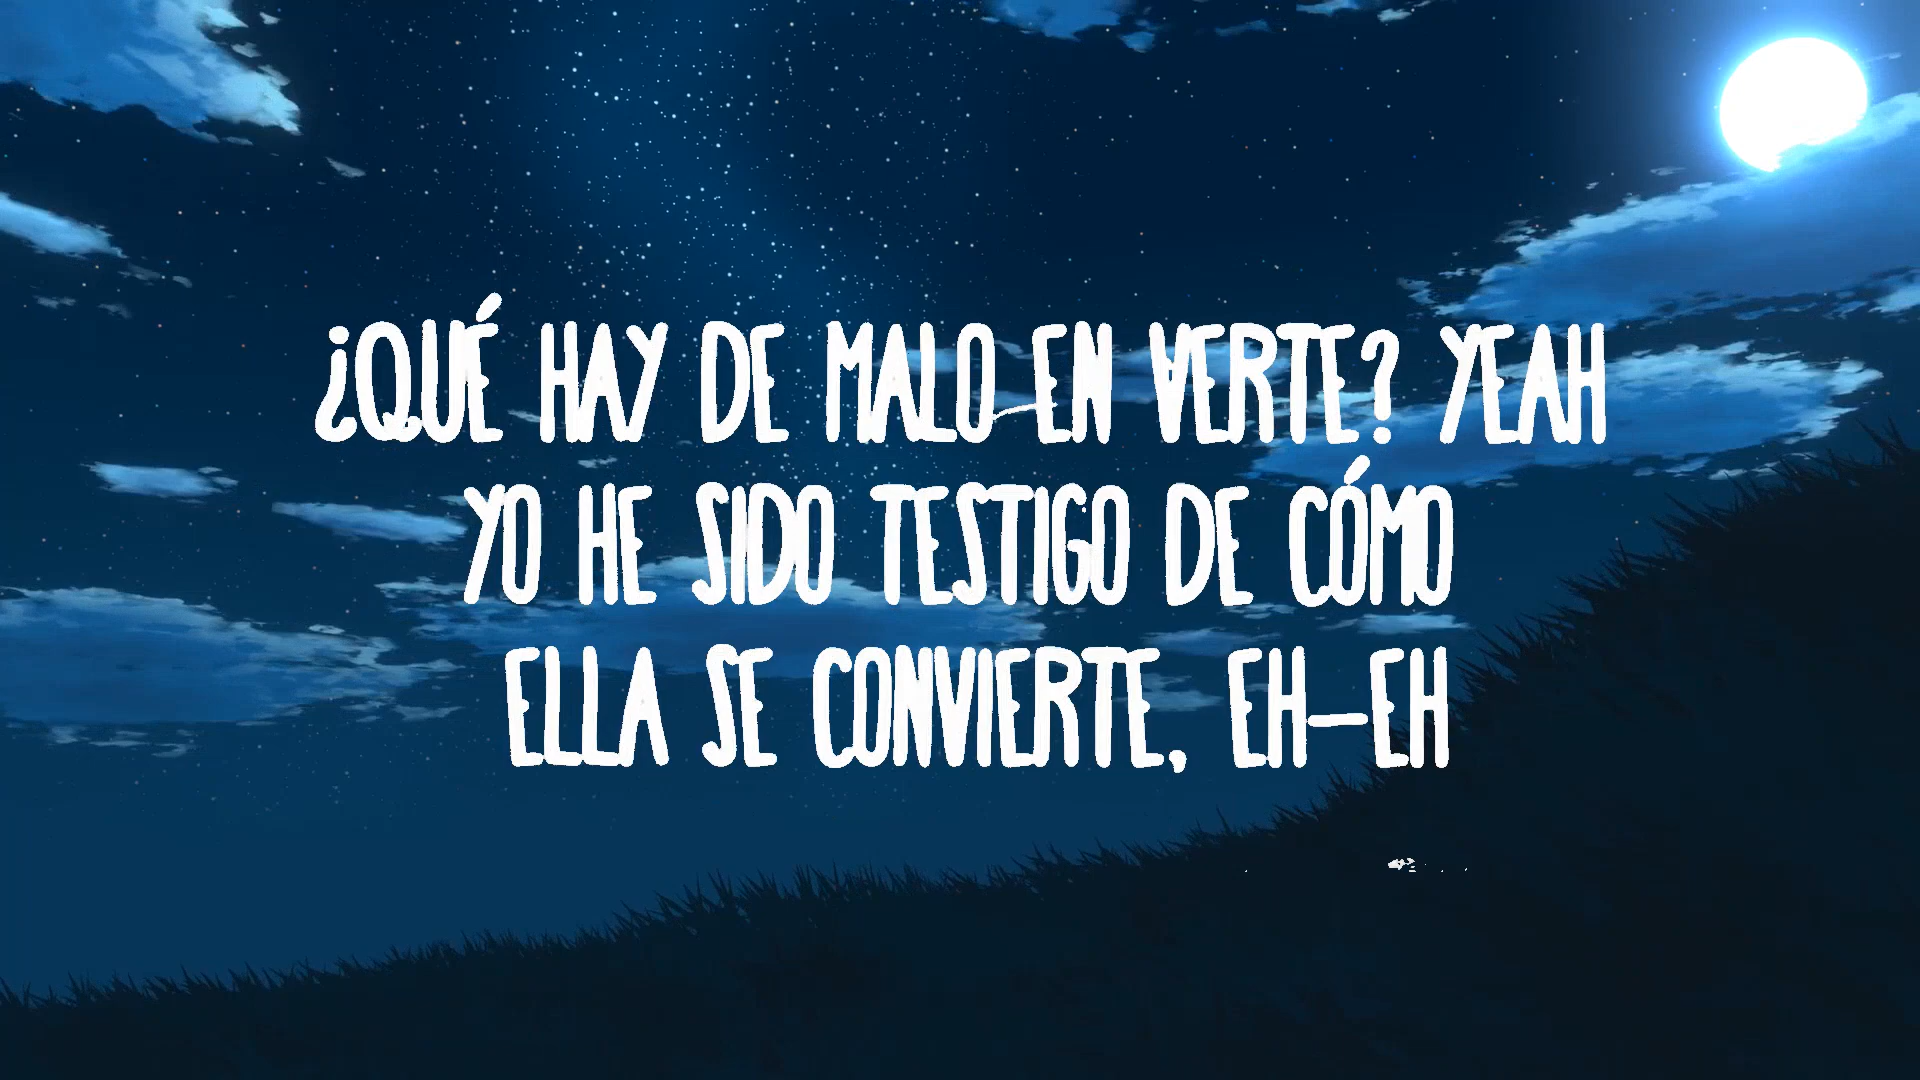 ¿QUÉ HAY DE MALO EN VERTE? YEAH
YO HE SIDO TESTIGO DE CÓMO
ELLA SE CONVIERTE, EH-EH